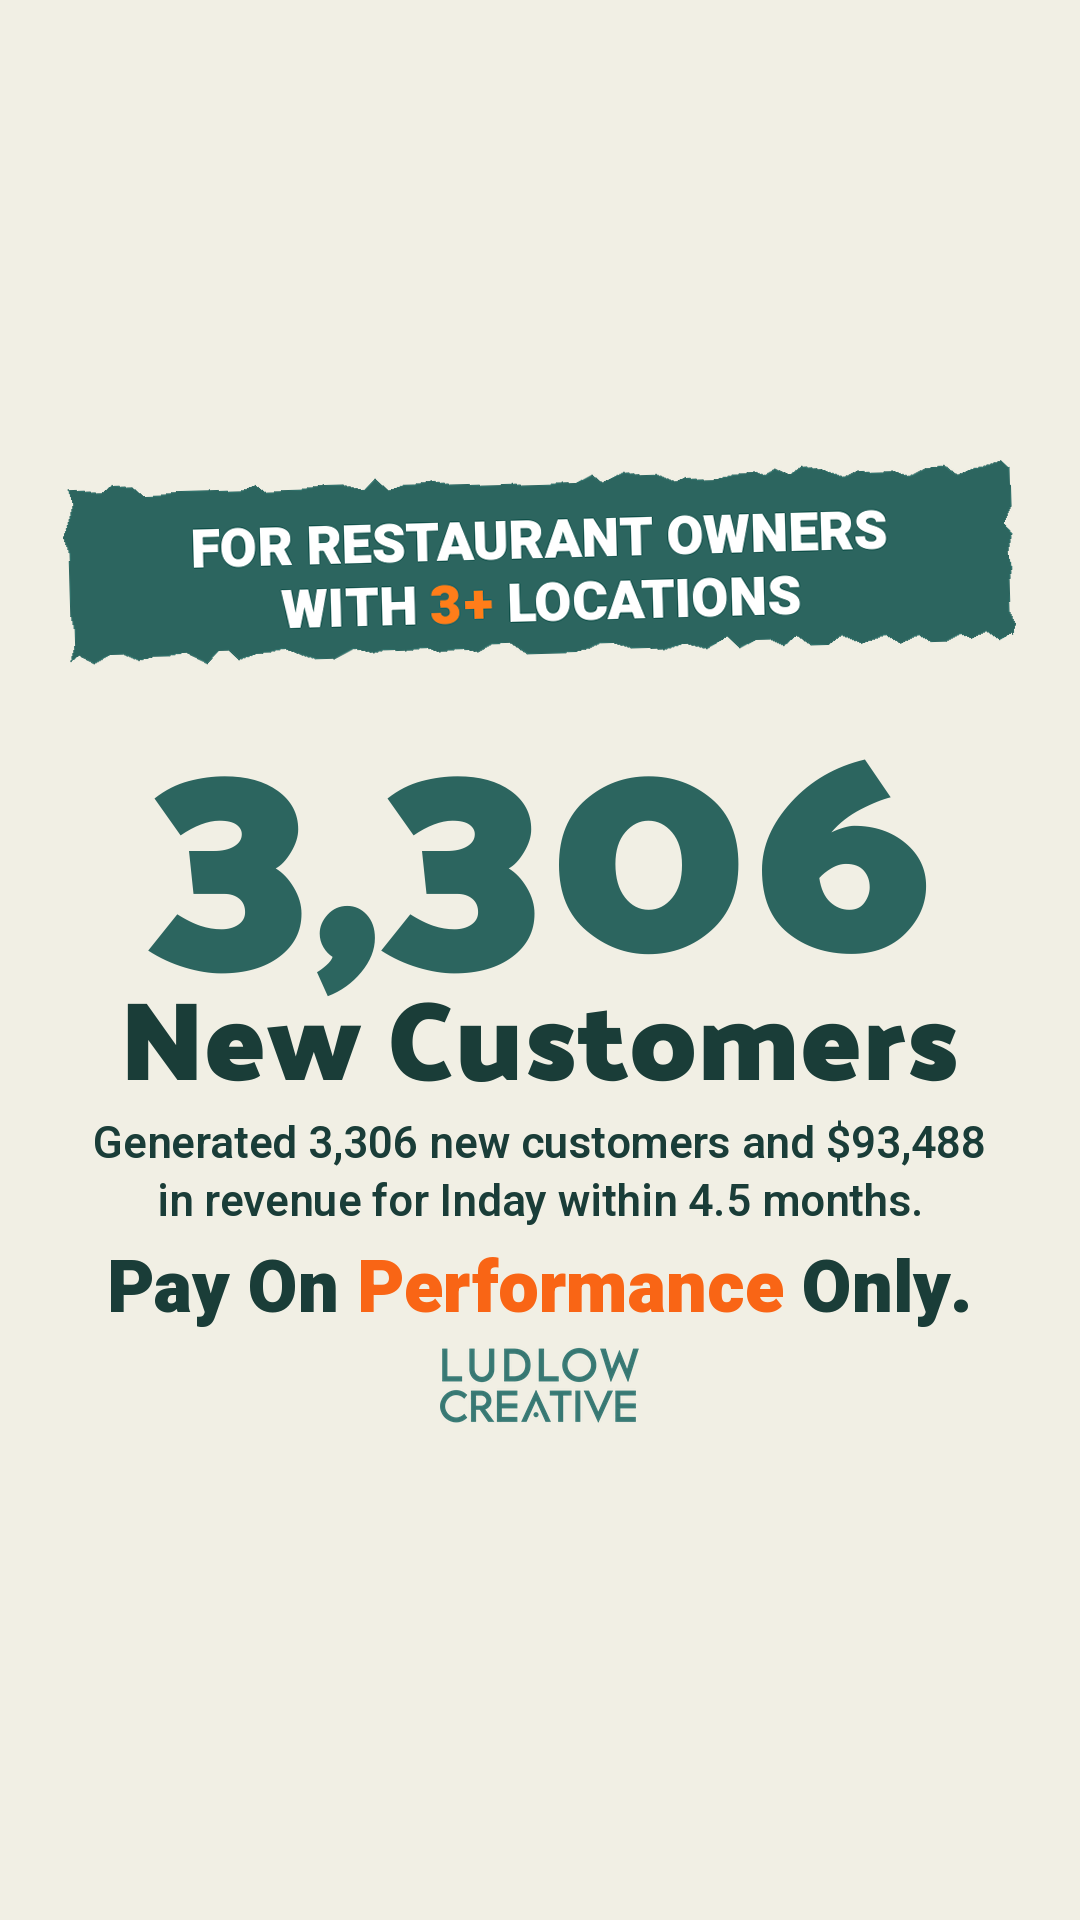 FOR RESTAURANT OWNERS
WITH 3+ LOCATIONS
3,306
New Customers
Generated 3,306 new customers and $93,488
in revenue for Inday within 4.5 months.
Pay On Performance Only.
LUDLOW
CREATIVE